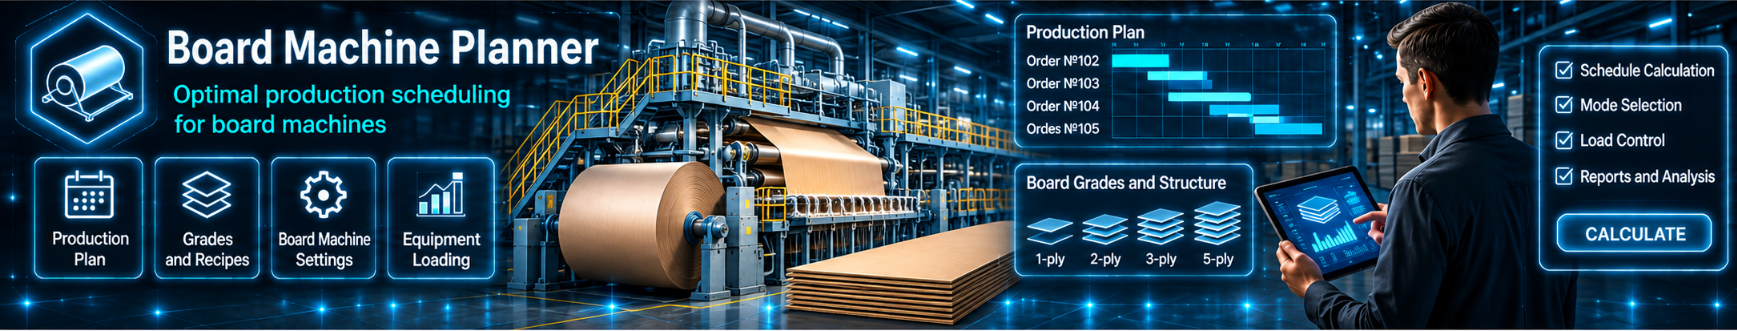 Board Machine Planner
Optimal production scheduling
for board machines
Production
Plan
Grades
and Recipes
Board Machine
Settings
Equipment
Loading
Production Plan
Order №102
Order №103
Order №104
Ordes №105
Board Grades and Structure
1-ply
2-ply
3-ply
5-ply
Schedule Calculation
Mode Selection
Load Control
Reports and Analysis
CALCULATE